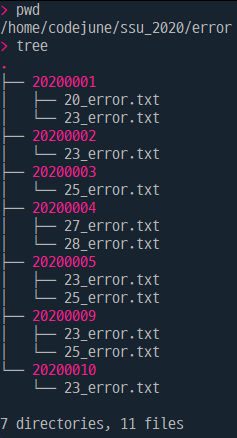 > pwd
/home/codejune/ssu_2020/error
> tree
.
├── 20200001
│   ├── 20_error.txt
│   └── 23_error.txt
├── 20200002
│   └── 23_error.txt
├── 20200003
│   └── 25_error.txt
├── 20200004
│   ├── 27_error.txt
│   └── 28_error.txt
├── 20200005
│   ├── 23_error.txt
│   └── 25_error.txt
├── 20200009
│   ├── 23_error.txt
│   └── 25_error.txt
└── 20200010
    └── 23_error.txt

7 directories, 11 files